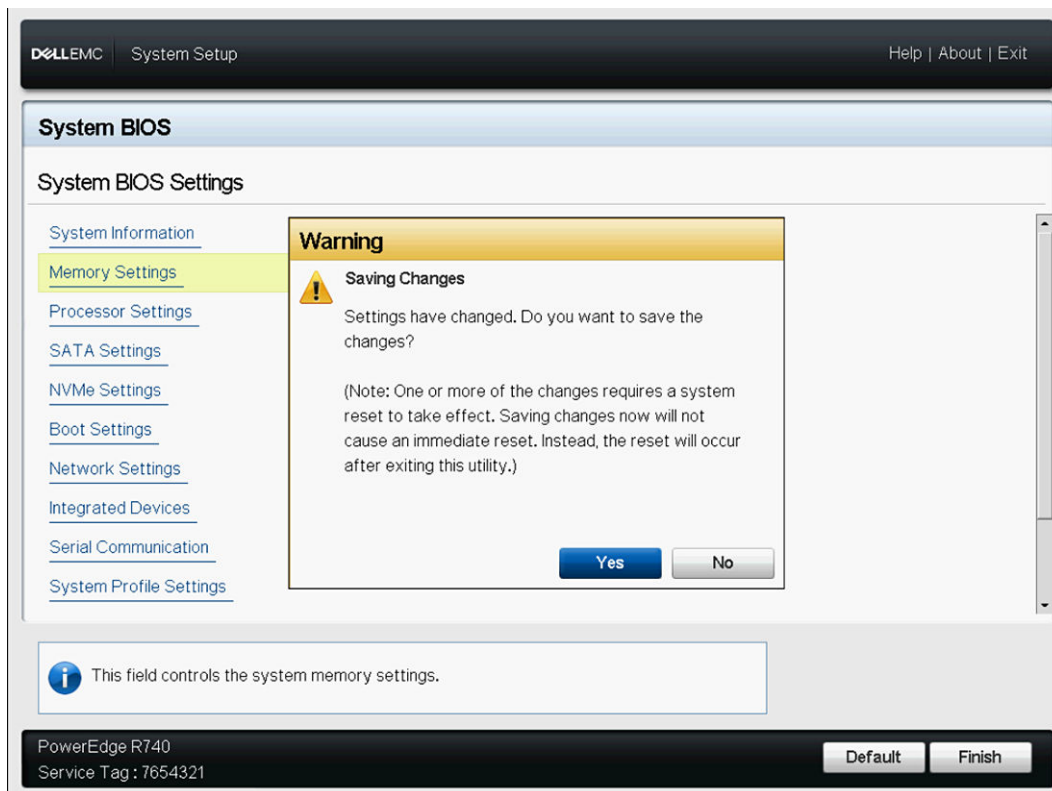 DELLEMC System Setup Help | About | Exit
System BIOS
System BIOS Settings
System Information
Memory Settings
Processor Settings
SATA Settings
NVMe Settings
Boot Settings
Network Settings
Integrated Devices
Serial Communication
System Profile Settings
Warning
Saving Changes
Settings have changed. Do you want to save the
changes?
(Note: One or more of the changes requires a system
reset to take effect. Saving changes now will not
cause an immediate reset. Instead, the reset will occur
after exiting this utility.)
Yes No
This field controls the system memory settings.
PowerEdge R740
Service Tag : 7654321
Default Finish